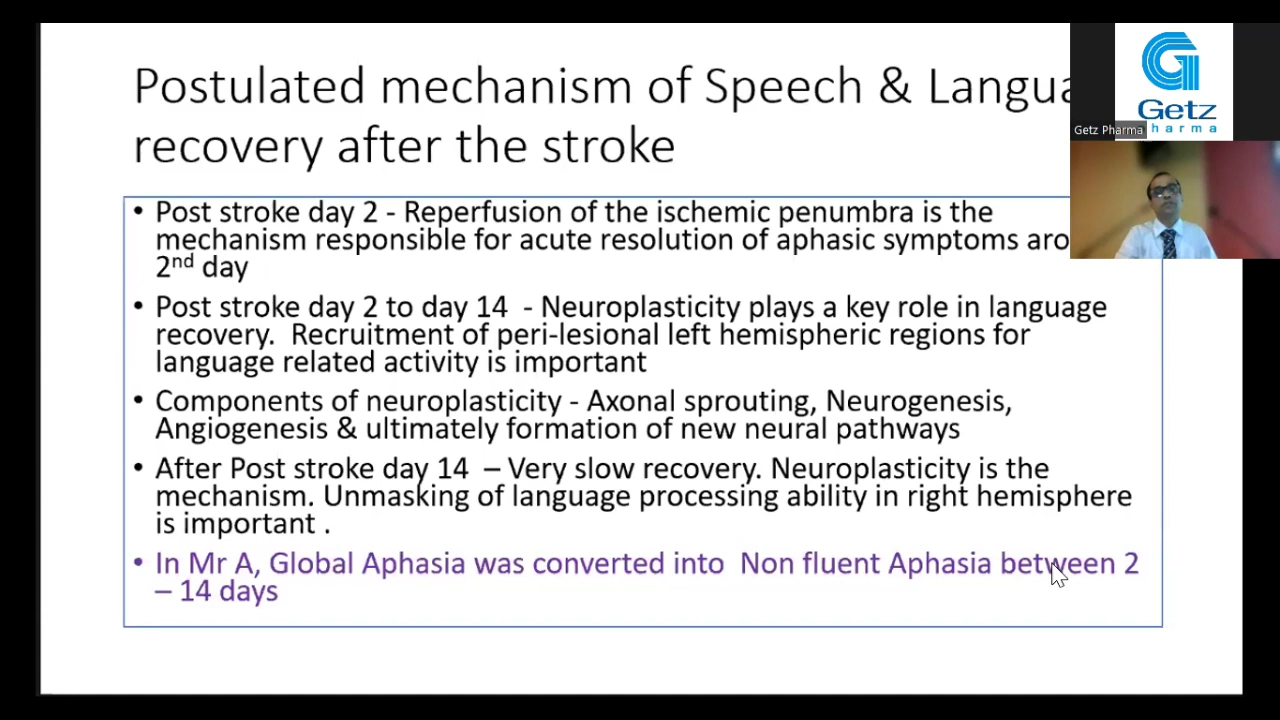 Postulated mechanism of Speech & Langua
recovery after the stroke
• Post stroke day 2 - Reperfusion of the ischemic penumbra is the
mechanism responsible for acute resolution of aphasic symptoms aro
2nd day
• Post stroke day 2 to day 14 - Neuroplasticity plays a key role in language
recovery. Recruitment of peri-lesional left hemispheric regions for
language related activity is important
• Components of neuroplasticity - Axonal sprouting, Neurogenesis,
Angiogenesis & ultimately formation of new neural pathways
• After Post stroke day 14 – Very slow recovery. Neuroplasticity is the
mechanism. Unmasking of language processing ability in right hemisphere
is important .
• In Mr A, Global Aphasia was converted into Non fluent Aphasia between 2
– 14 days
Getz
harma
Getz Pharma